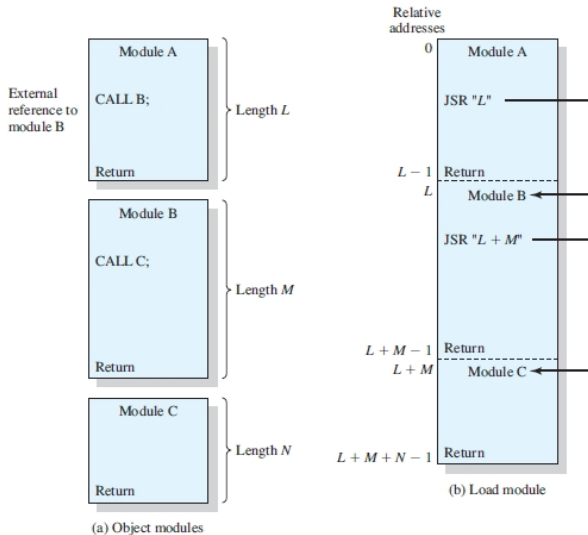 External
reference to
module B
Module A
CALL B;
Return
Length L
Module B
CALL C;
Return
Length M
Module C
Return
Length N
(a) Object modules
Relative
addresses
0
Module A
JSR "L"
L − 1
Return
L
Module B
JSR "L + M"
L + M − 1
Return
L + M
Module C
L + M + N − 1
Return
(b) Load module